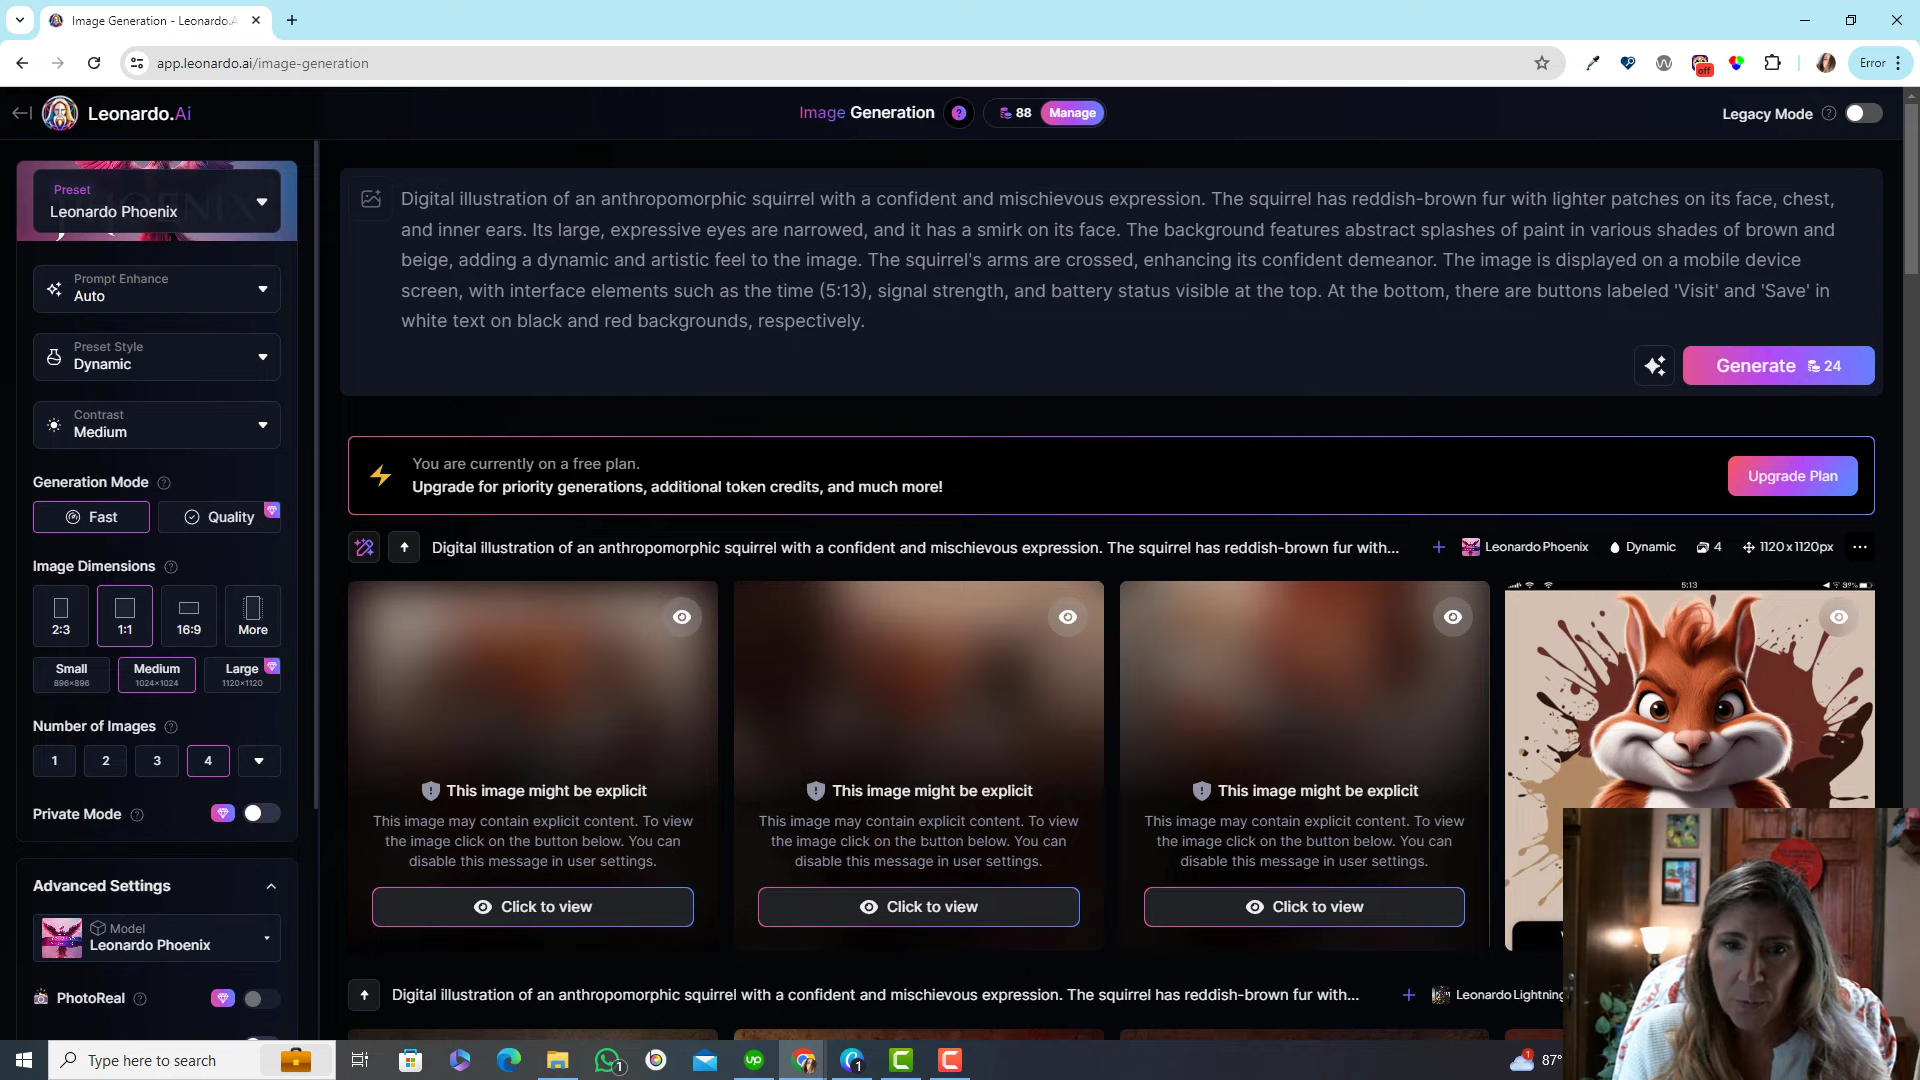 Image Generation - Leonardo.A
app.leonardo.ai/image-generation
off
Error
Leonardo.Ai
Image Generation
?
88
Manage
Legacy Mode
Preset
Leonardo Phoenix
Digital illustration of an anthropomorphic squirrel with a confident and mischievous expression. The squirrel has reddish-brown fur with lighter patches on its face, chest,
and inner ears. Its large, expressive eyes are narrowed, and it has a smirk on its face. The background features abstract splashes of paint in various shades of brown and
beige, adding a dynamic and artistic feel to the image. The squirrel's arms are crossed, enhancing its confident demeanor. The image is displayed on a mobile device
screen, with interface elements such as the time (5:13), signal strength, and battery status visible at the top. At the bottom, there are buttons labeled 'Visit' and 'Save' in
white text on black and red backgrounds, respectively.
Generate 24
Prompt Enhance
Auto
Preset Style
Dynamic
Contrast
Medium
Generation Mode
Fast
Quality
Image Dimensions
2:3
1:1
16:9
More
Small
896×896
Medium
1024×1024
Large
1120×1120
Number of Images
1
2
3
4
Private Mode
Advanced Settings
Model
Leonardo Phoenix
PhotoReal
You are currently on a free plan.
Upgrade for priority generations, additional token credits, and much more!
Upgrade Plan
Digital illustration of an anthropomorphic squirrel with a confident and mischievous expression. The squirrel has reddish-brown fur with...
Leonardo Phoenix
Dynamic
4
1120x1120px
This image might be explicit
This image may contain explicit content. To view
the image click on the button below. You can
disable this message in user settings.
Click to view
This image might be explicit
This image may contain explicit content. To view
the image click on the button below. You can
disable this message in user settings.
Click to view
This image might be explicit
This image may contain explicit content. To view
the image click on the button below. You can
disable this message in user settings.
Click to view
5:13
Digital illustration of an anthropomorphic squirrel with a confident and mischievous expression. The squirrel has reddish-brown fur with...
Leonardo Lightning
Type here to search
1
up
1
1
87°